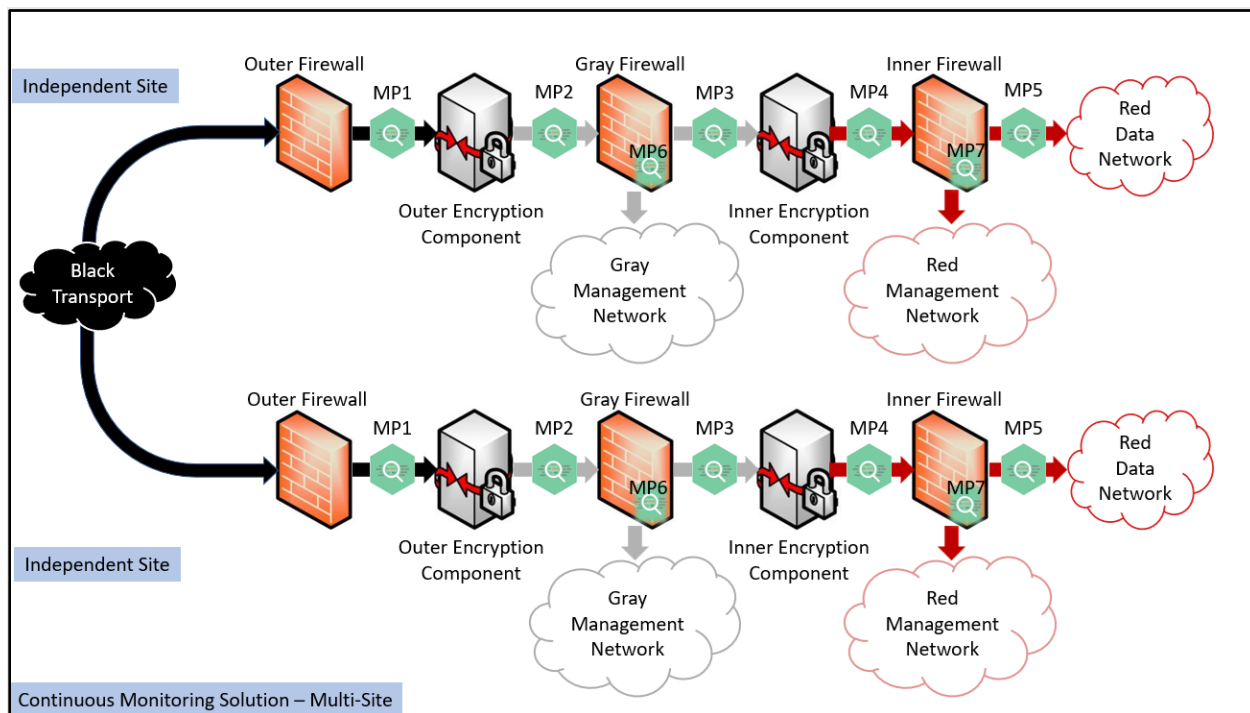 Outer Firewall
Gray Firewall
Inner Firewall
Independent Site
MP1
MP2
MP3
MP4
MP5
Red
Data
Network
MP6
MP7
Outer Encryption
Component
Inner Encryption
Component
Black
Transport
Gray
Management
Network
Red
Management
Network
Outer Firewall
Gray Firewall
Inner Firewall
MP1
MP2
MP3
MP4
MP5
Red
Data
Network
MP6
MP7
Outer Encryption
Component
Inner Encryption
Component
Independent Site
Gray
Management
Network
Red
Management
Network
Continuous Monitoring Solution – Multi-Site